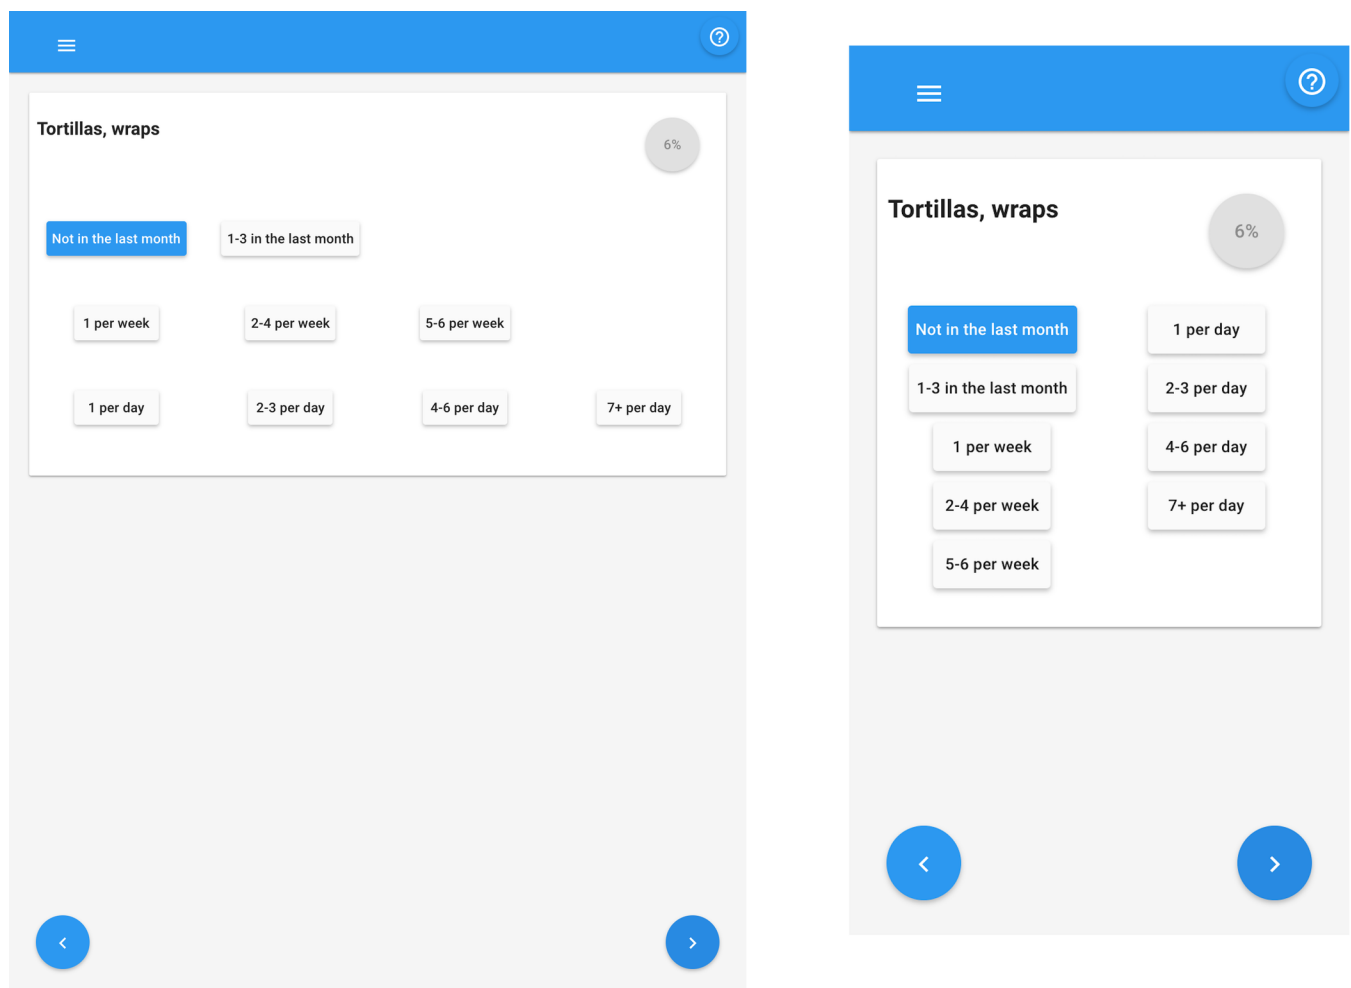 Tortillas, wraps
6%
Not in the last month
1-3 in the last month
1 per week
2-4 per week
5-6 per week
1 per day
2-3 per day
4-6 per day
7+ per day
Tortillas, wraps
6%
Not in the last month
1 per day
1-3 in the last month
2-3 per day
1 per week
4-6 per day
2-4 per week
7+ per day
5-6 per week